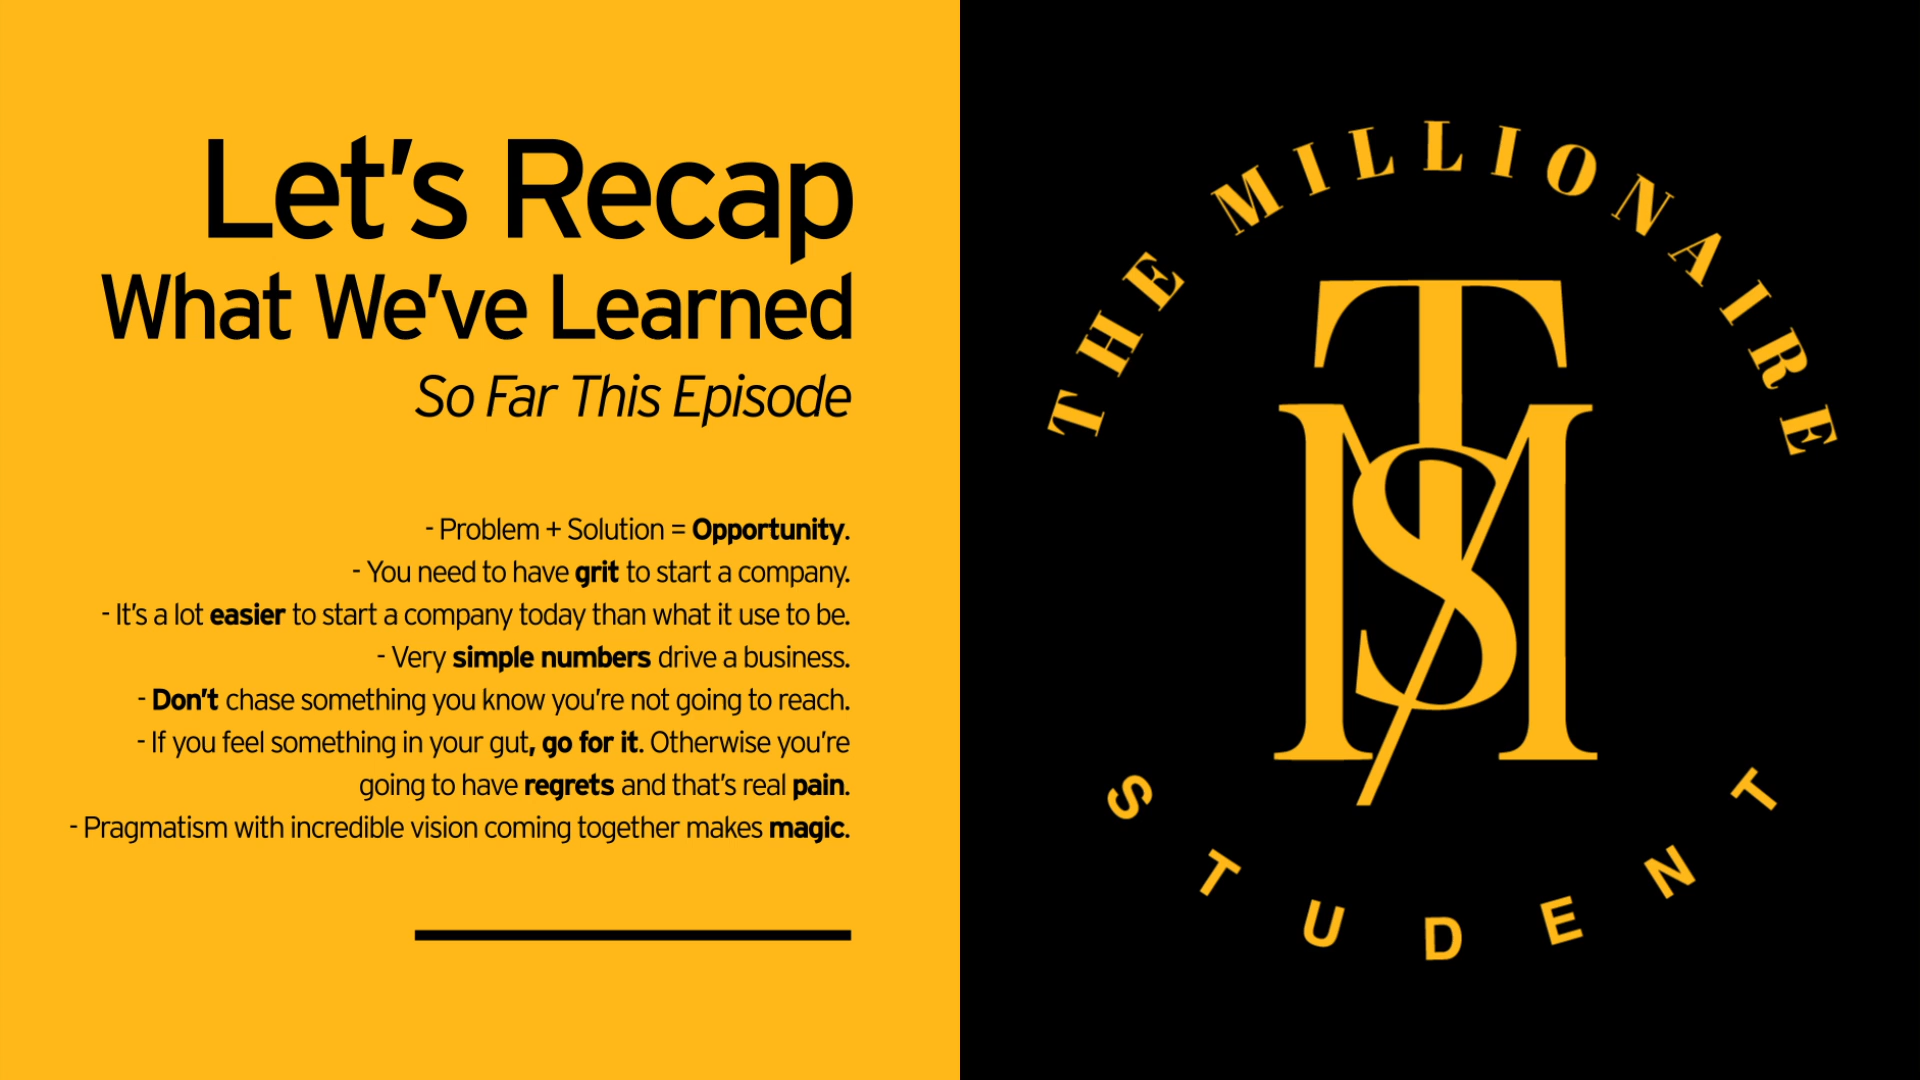 Let's Recap
What We've Learned
So Far This Episode
- Problem + Solution = Opportunity.
- You need to have grit to start a company.
- It's a lot easier to start a company today than what it use to be.
- Very simple numbers drive a business.
- Don't chase something you know you're not going to reach.
- If you feel something in your gut, go for it. Otherwise you're
going to have regrets and that's real pain.
- Pragmatism with incredible vision coming together makes magic.
THE MILLIONAIRE
TMS
STUDENT